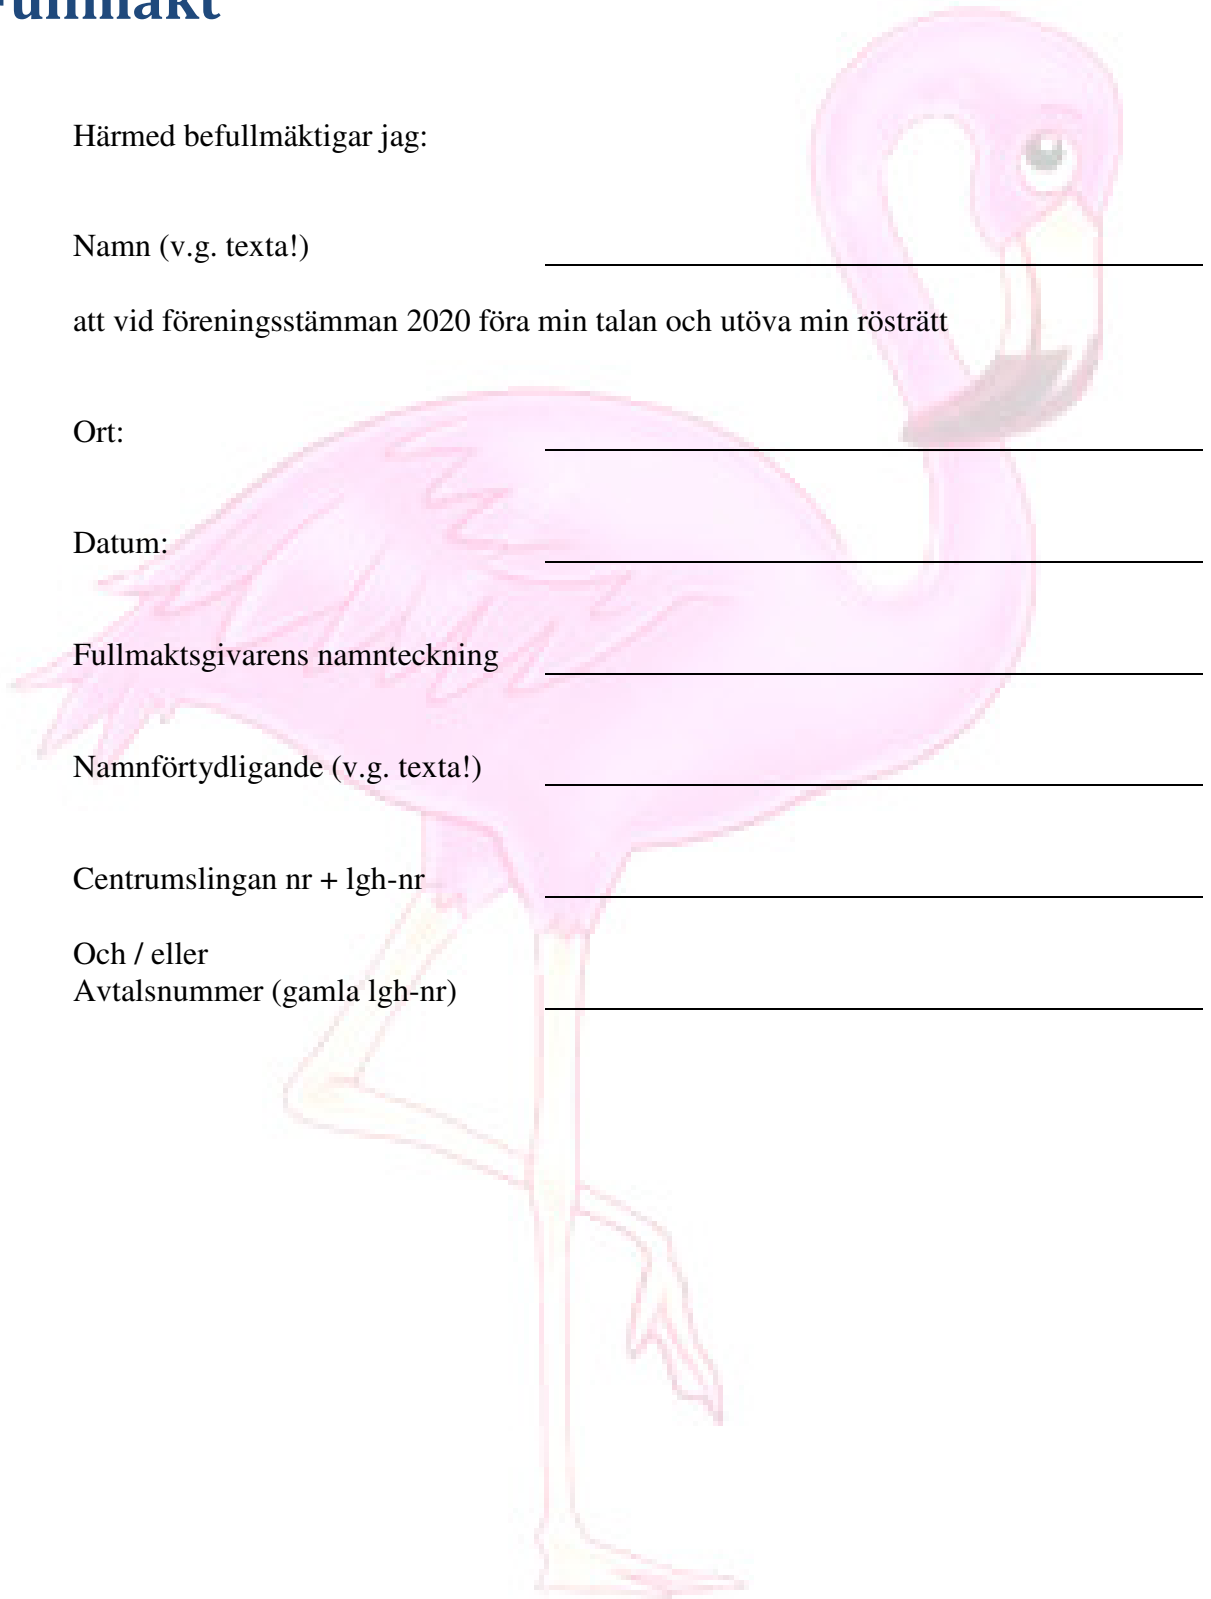 Fullmakt
Härmed befullmäktigar jag:
Namn (v.g. texta!)
att vid föreningsstämman 2020 föra min talan och utöva min rösträtt
Ort:
Datum:
Fullmaktsgivarens namnteckning
Namnförtydligande (v.g. texta!)
Centrumslingan nr + lgh-nr
Och / eller
Avtalsnummer (gamla lgh-nr)